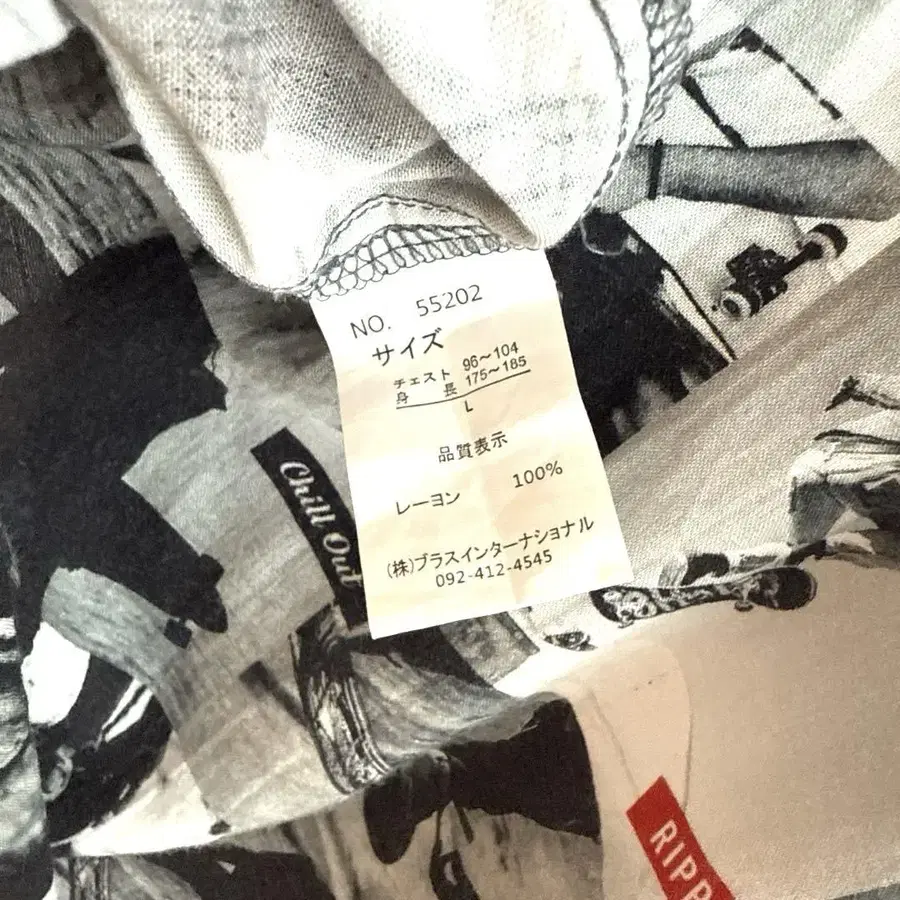 NO. 55202
サイズ
チェスト 96〜104
身長 175〜185
L
品質表示
レーヨン 100%
(株)ブラスインターナショナル
092-412-4545
Chill Out
RIPP